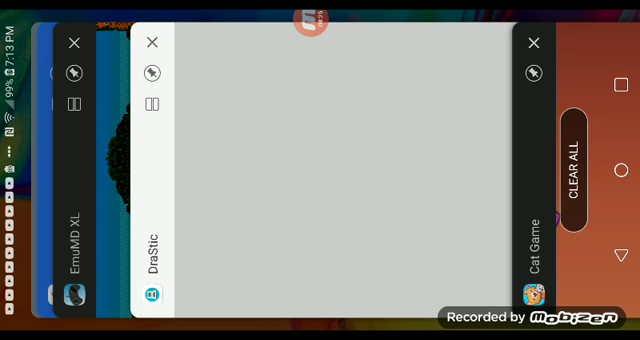 7:13 PM
99%
EmuMD XL
DraStic
Cat Game
CLEAR ALL
Recorded by mobizen